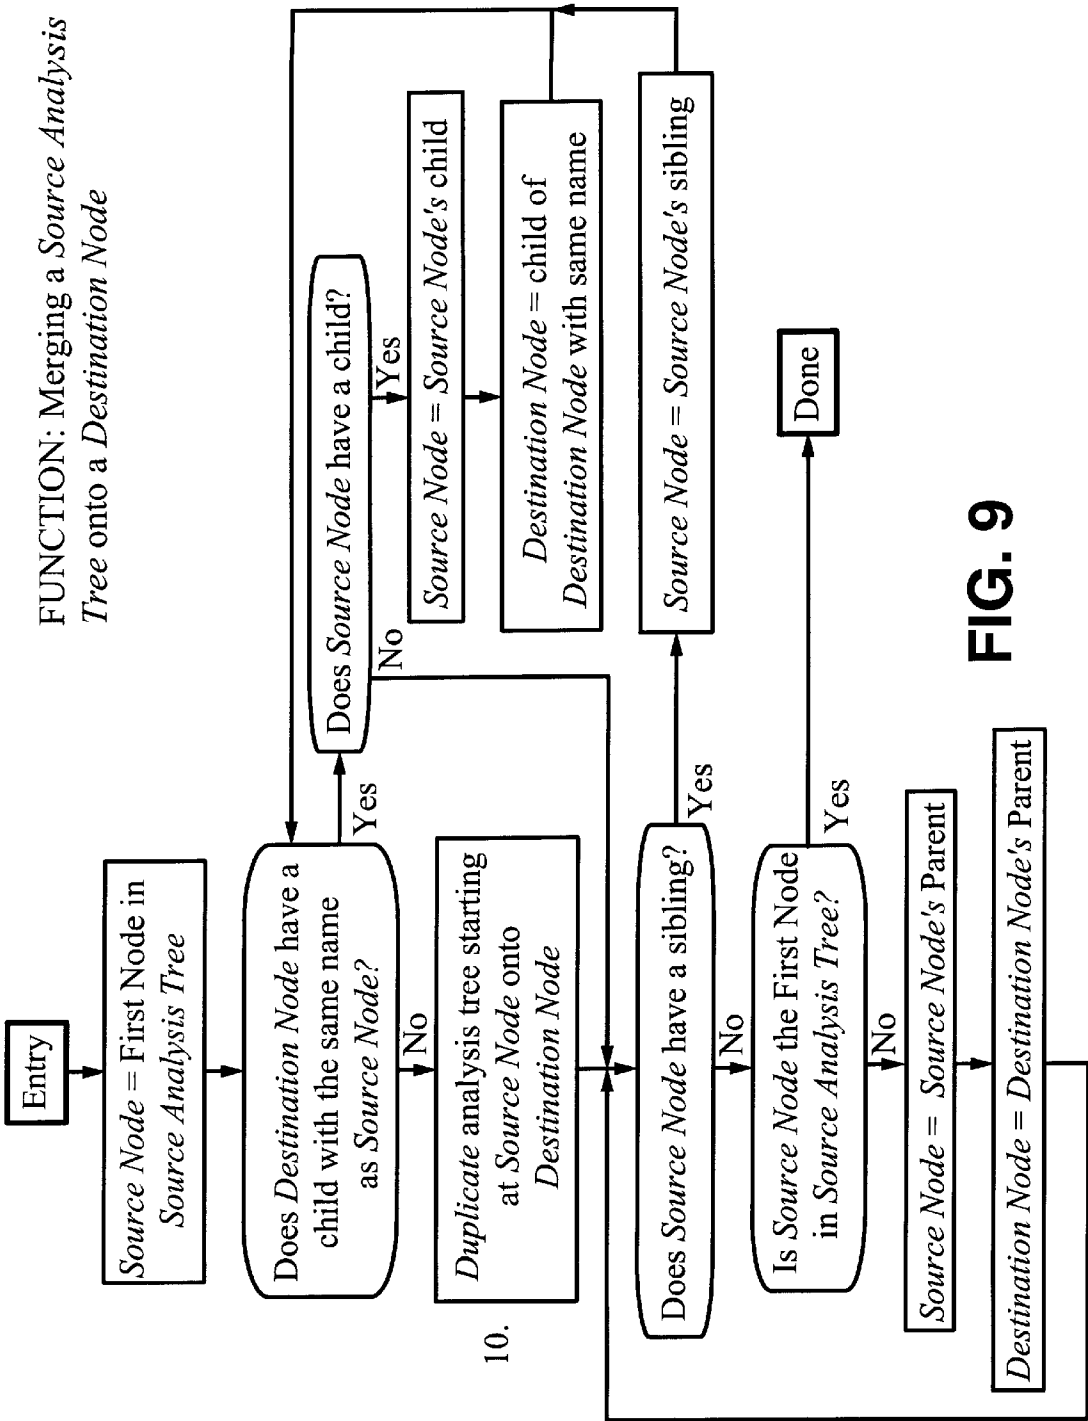 FUNCTION: Merging a Source Analysis
Tree onto a Destination Node
Entry
Source Node = First Node in
Source Analysis Tree
Does Destination Node have a
child with the same name
as Source Node?
Yes
No
Does Source Node have a child?
Yes
No
Source Node = Source Node's child
Destination Node = child of
Destination Node with same name
10.
Duplicate analysis tree starting
at Source Node onto
Destination Node
Does Source Node have a sibling?
Yes
No
Source Node = Source Node's sibling
Is Source Node the First Node
in Source Analysis Tree?
Yes
No
Done
Source Node = Source Node's Parent
Destination Node = Destination Node's Parent
FIG. 9